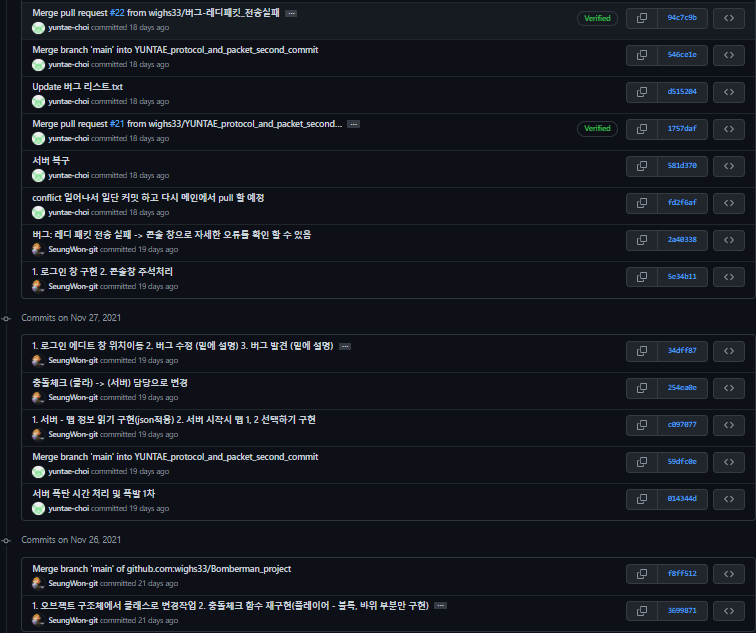 Merge pull request #22 from wighs33/버그-레디패킷_전송실패 ...
yuntae-choi committed 18 days ago
Verified
94c7c9b
Merge branch 'main' into YUNTAE_protocol_and_packet_second_commit
yuntae-choi committed 18 days ago
546ce1e
Update 버그 리스트.txt
yuntae-choi committed 18 days ago
d515204
Merge pull request #21 from wighs33/YUNTAE_protocol_and_packet_second... ...
yuntae-choi committed 18 days ago
Verified
1757daf
서버 복구
yuntae-choi committed 18 days ago
581d370
conflict 일어나서 일단 커밋 하고 다시 메인에서 pull 할 예정
yuntae-choi committed 18 days ago
fd2f6af
버그: 레디 패킷 전송 실패 -> 콘솔 창으로 자세한 오류를 확인 할 수 있음
SeungWon-git committed 19 days ago
2a40338
1. 로그인 창 구현 2. 콘솔창 주석처리
SeungWon-git committed 19 days ago
5e34b11
Commits on Nov 27, 2021
1. 로그인 에디트 창 위치이동 2. 버그 수정 (밑에 설명) 3. 버그 발견 (밑에 설명) ...
SeungWon-git committed 19 days ago
34dff87
충돌체크 (클라) -> (서버) 담당으로 변경
SeungWon-git committed 19 days ago
254ea0e
1. 서버 - 맵 정보 읽기 구현(json적용) 2. 서버 시작시 맵 1, 2 선택하기 구현
SeungWon-git committed 19 days ago
c097077
Merge branch 'main' into YUNTAE_protocol_and_packet_second_commit
yuntae-choi committed 19 days ago
59dfc0e
서버 폭탄 시간 처리 및 폭발 1차
yuntae-choi committed 19 days ago
014344d
Commits on Nov 26, 2021
Merge branch 'main' of github.com:wighs33/Bomberman_project
SeungWon-git committed 21 days ago
f8ff512
1. 오브젝트 구조체에서 클래스로 변경작업 2. 충돌체크 함수 재구현(플레이어 - 블록, 바위 부분만 구현) ...
SeungWon-git committed 21 days ago
3699871